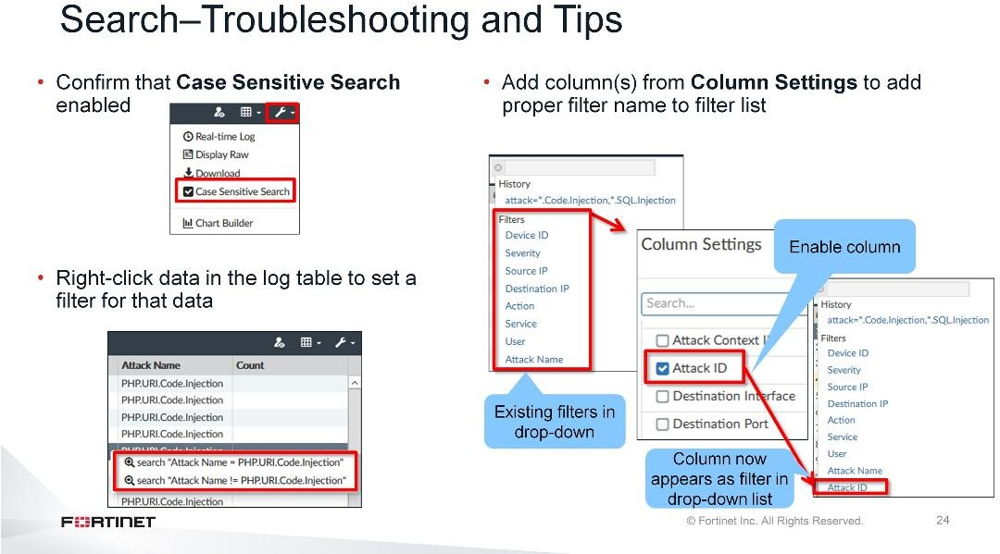 Search–Troubleshooting and Tips
• Confirm that Case Sensitive Search
enabled
Real-time Log
Display Raw
Download
Case Sensitive Search
Chart Builder
• Right-click data in the log table to set a
filter for that data
Attack Name Count
PHP.URI.Code.Injection
PHP.URI.Code.Injection
PHP.URI.Code.Injection
PHP.URI.Code.Injection
PHP.URI.Code.Injection
search "Attack Name = PHP.URI.Code.Injection"
search "Attack Name != PHP.URI.Code.Injection"
PHP.URI.Code.Injection
• Add column(s) from Column Settings to add
proper filter name to filter list
History
attack=*.Code.Injection,*.SQL.Injection
Filters
Device ID
Severity
Source IP
Destination IP
Action
Service
User
Attack Name
Existing filters in
drop-down
Column Settings
Search...
Attack Context
Attack ID
Destination Interface
Destination Port
Enable column
Column now
appears as filter in
drop-down list
History
attack=*.Code.Injection,*.SQL.Injection
Filters
Device ID
Severity
Source IP
Destination IP
Action
Service
User
Attack Name
Attack ID
FORTINET
© Fortinet Inc. All Rights Reserved.
24